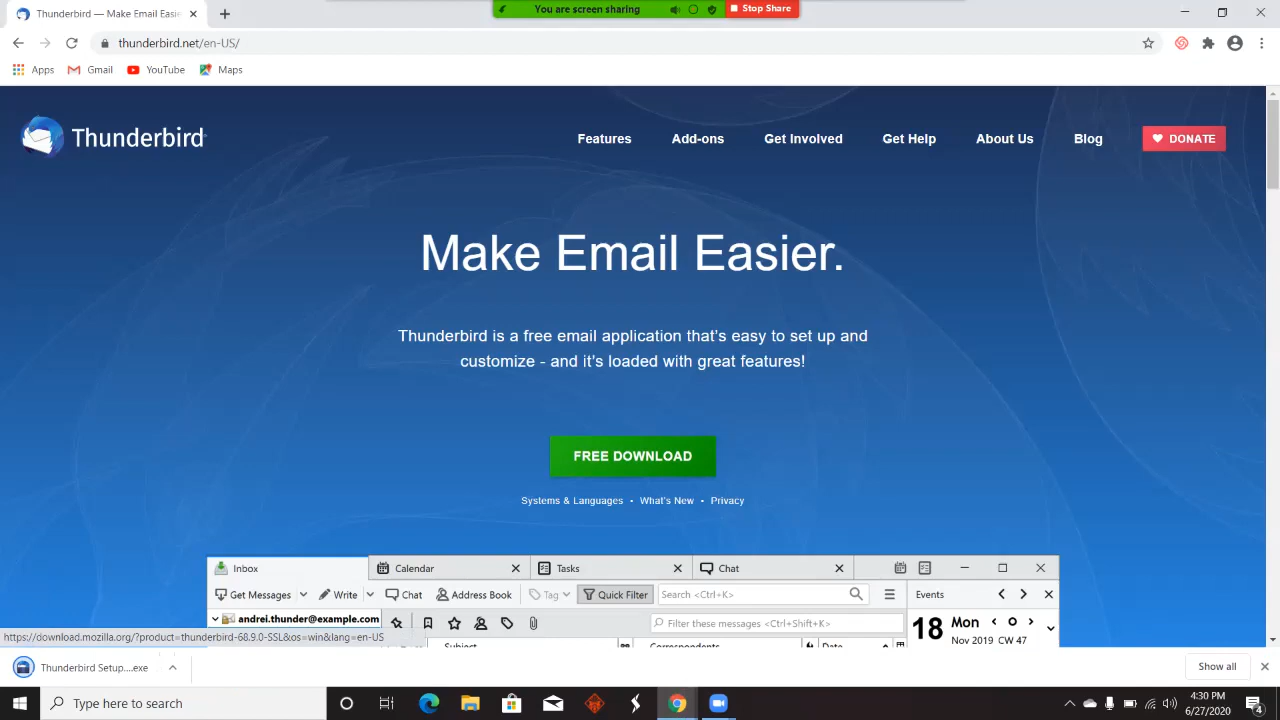 Thunderbird — Make Email Easier.
You are screen sharing
Stop Share
thunderbird.net/en-US/
Apps
Gmail
YouTube
Maps
Thunderbird
Features
Add-ons
Get Involved
Get Help
About Us
Blog
DONATE
Make Email Easier.
Thunderbird is a free email application that's easy to set up and
customize - and it's loaded with great features!
FREE DOWNLOAD
Systems & Languages • What's New • Privacy
Inbox
Calendar
Tasks
Chat
Get Messages
Write
Chat
Address Book
Tag
Quick Filter
Search <Ctrl+K>
Events
andrei.thunder@example.com
Filter these messages <Ctrl+Shift+K>
18
Mon
Nov 2019 CW 47
Subject
Correspondents
Date
https://download.mozilla.org/?product=thunderbird-68.9.0-SSL&os=win&lang=en-US
Thunderbird Setup....exe
Show all
Type here to search
4:30 PM
6/27/2020
4